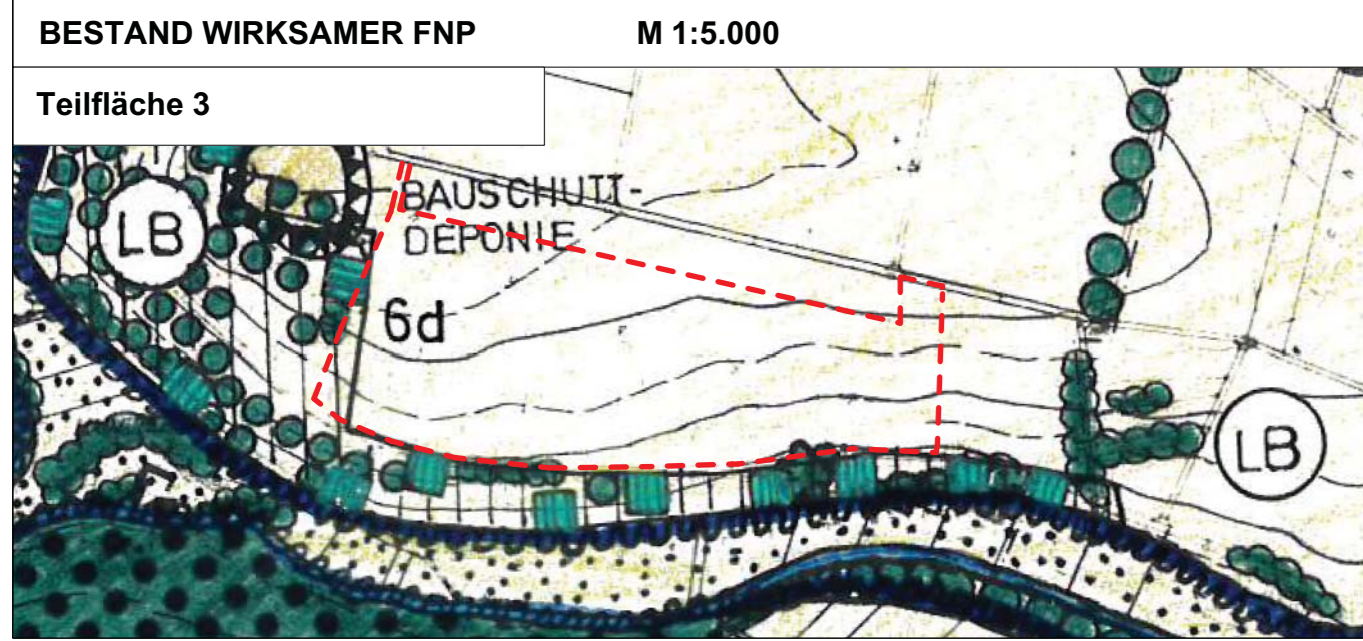 BESTAND WIRKSAMER FNP M 1:5.000
Teilfläche 3
BAUSCHUTT-
DEPONIE
LB
6d
LB